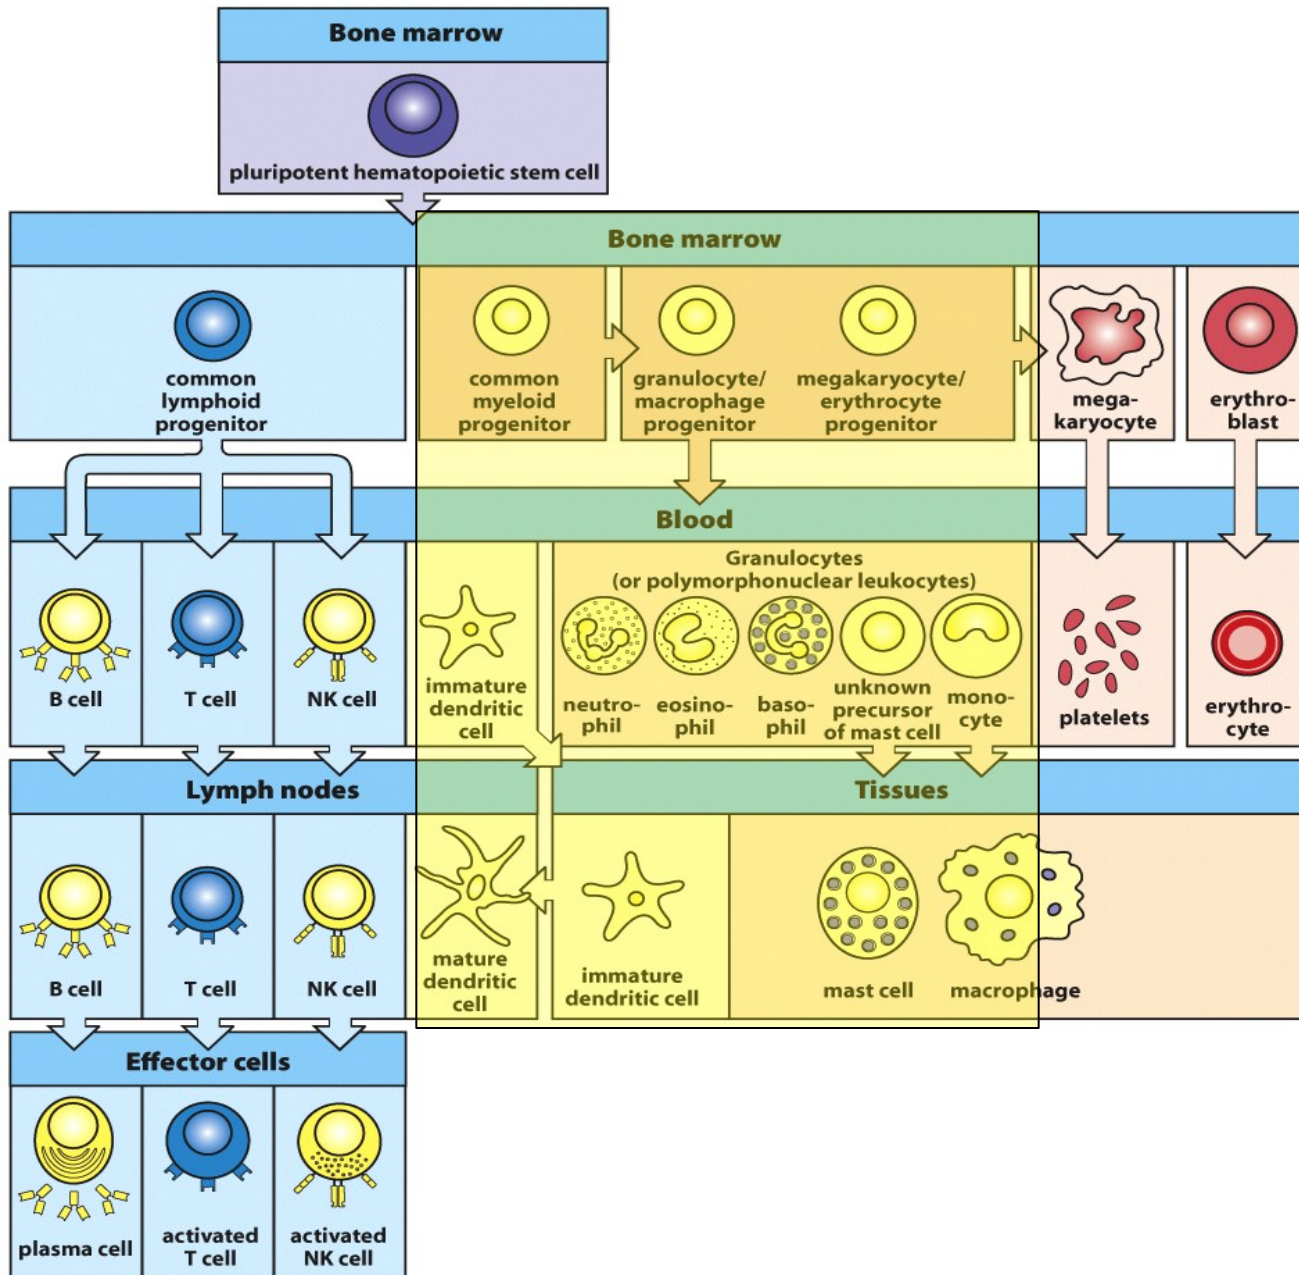 Bone marrow
pluripotent hematopoietic stem cell
Bone marrow
common
lymphoid
progenitor
common
myeloid
progenitor
granulocyte/
macrophage
progenitor
megakaryocyte/
erythrocyte
progenitor
mega-
karyocyte
erythro-
blast
Blood
B cell
T cell
NK cell
immature
dendritic
cell
Granulocytes
(or polymorphonuclear leukocytes)
neutro-
phil
eosino-
phil
baso-
phil
unknown
precursor
of mast cell
mono-
cyte
platelets
erythro-
cyte
Lymph nodes
Tissues
B cell
T cell
NK cell
mature
dendritic
cell
immature
dendritic cell
mast cell
macrophage
Effector cells
plasma cell
activated
T cell
activated
NK cell